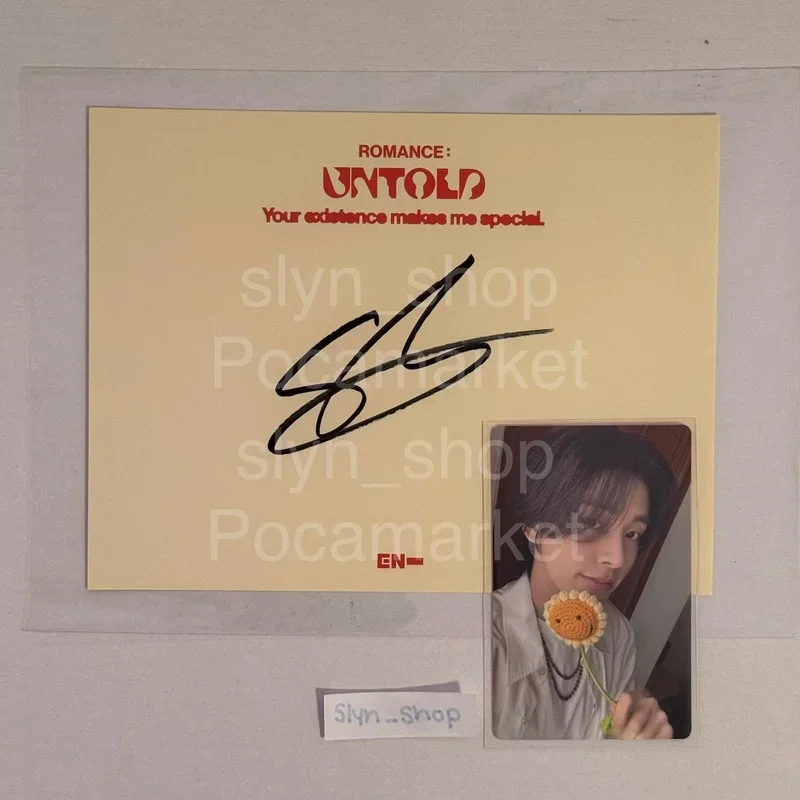 ROMANCE:
UNTOLD
Your existence makes me special.
slyn_shop
Pocamarket
slyn_shop
Pocamarket
EN-
Slyn_Shop